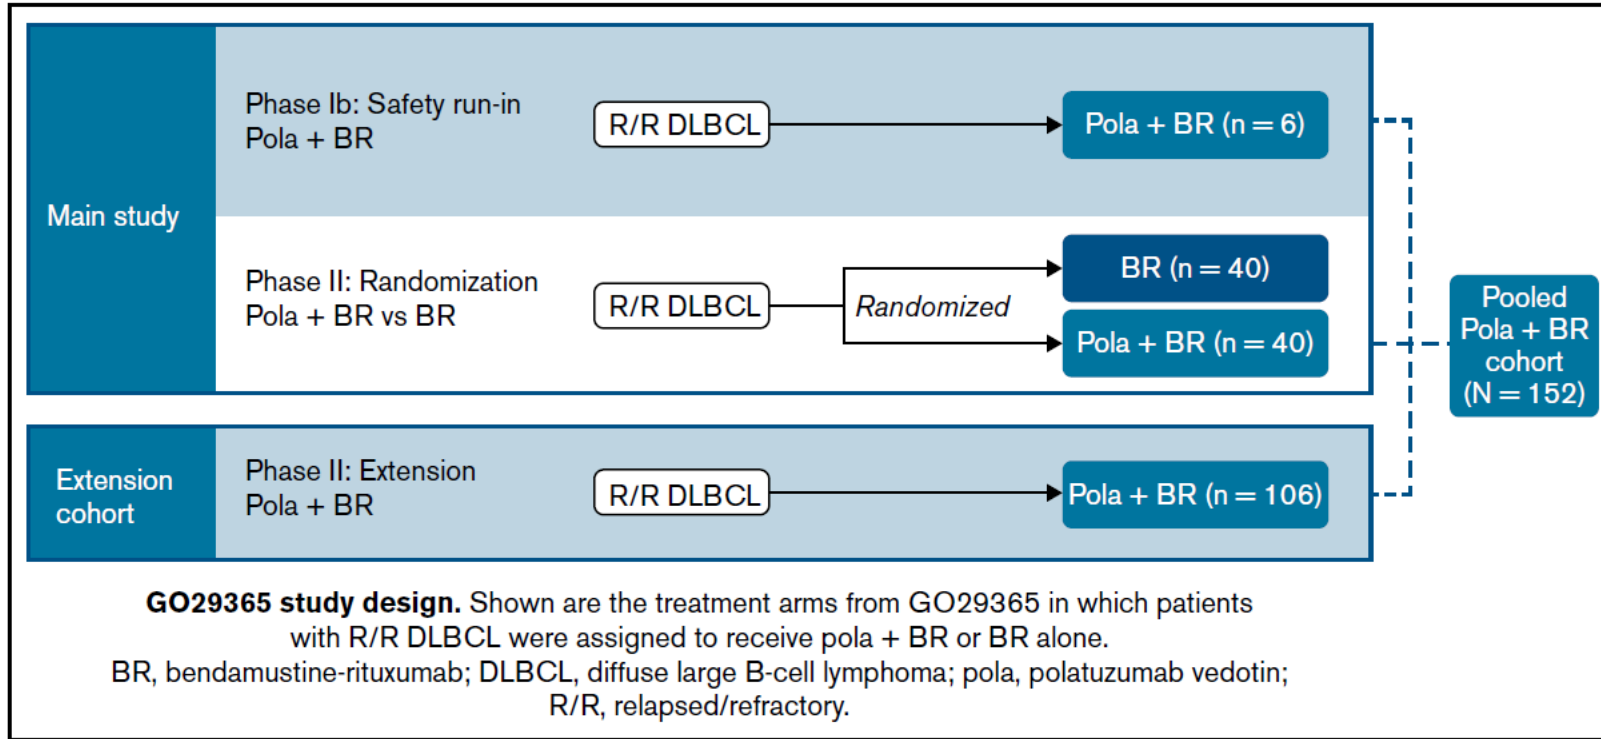 Main study
Phase Ib: Safety run-in
Pola + BR
R/R DLBCL
Pola + BR (n = 6)
Phase II: Randomization
Pola + BR vs BR
R/R DLBCL
Randomized
BR (n = 40)
Pola + BR (n = 40)
Extension
cohort
Phase II: Extension
Pola + BR
R/R DLBCL
Pola + BR (n = 106)
Pooled
Pola + BR
cohort
(N = 152)
GO29365 study design. Shown are the treatment arms from GO29365 in which patients
with R/R DLBCL were assigned to receive pola + BR or BR alone.
BR, bendamustine-rituxumab; DLBCL, diffuse large B-cell lymphoma; pola, polatuzumab vedotin;
R/R, relapsed/refractory.